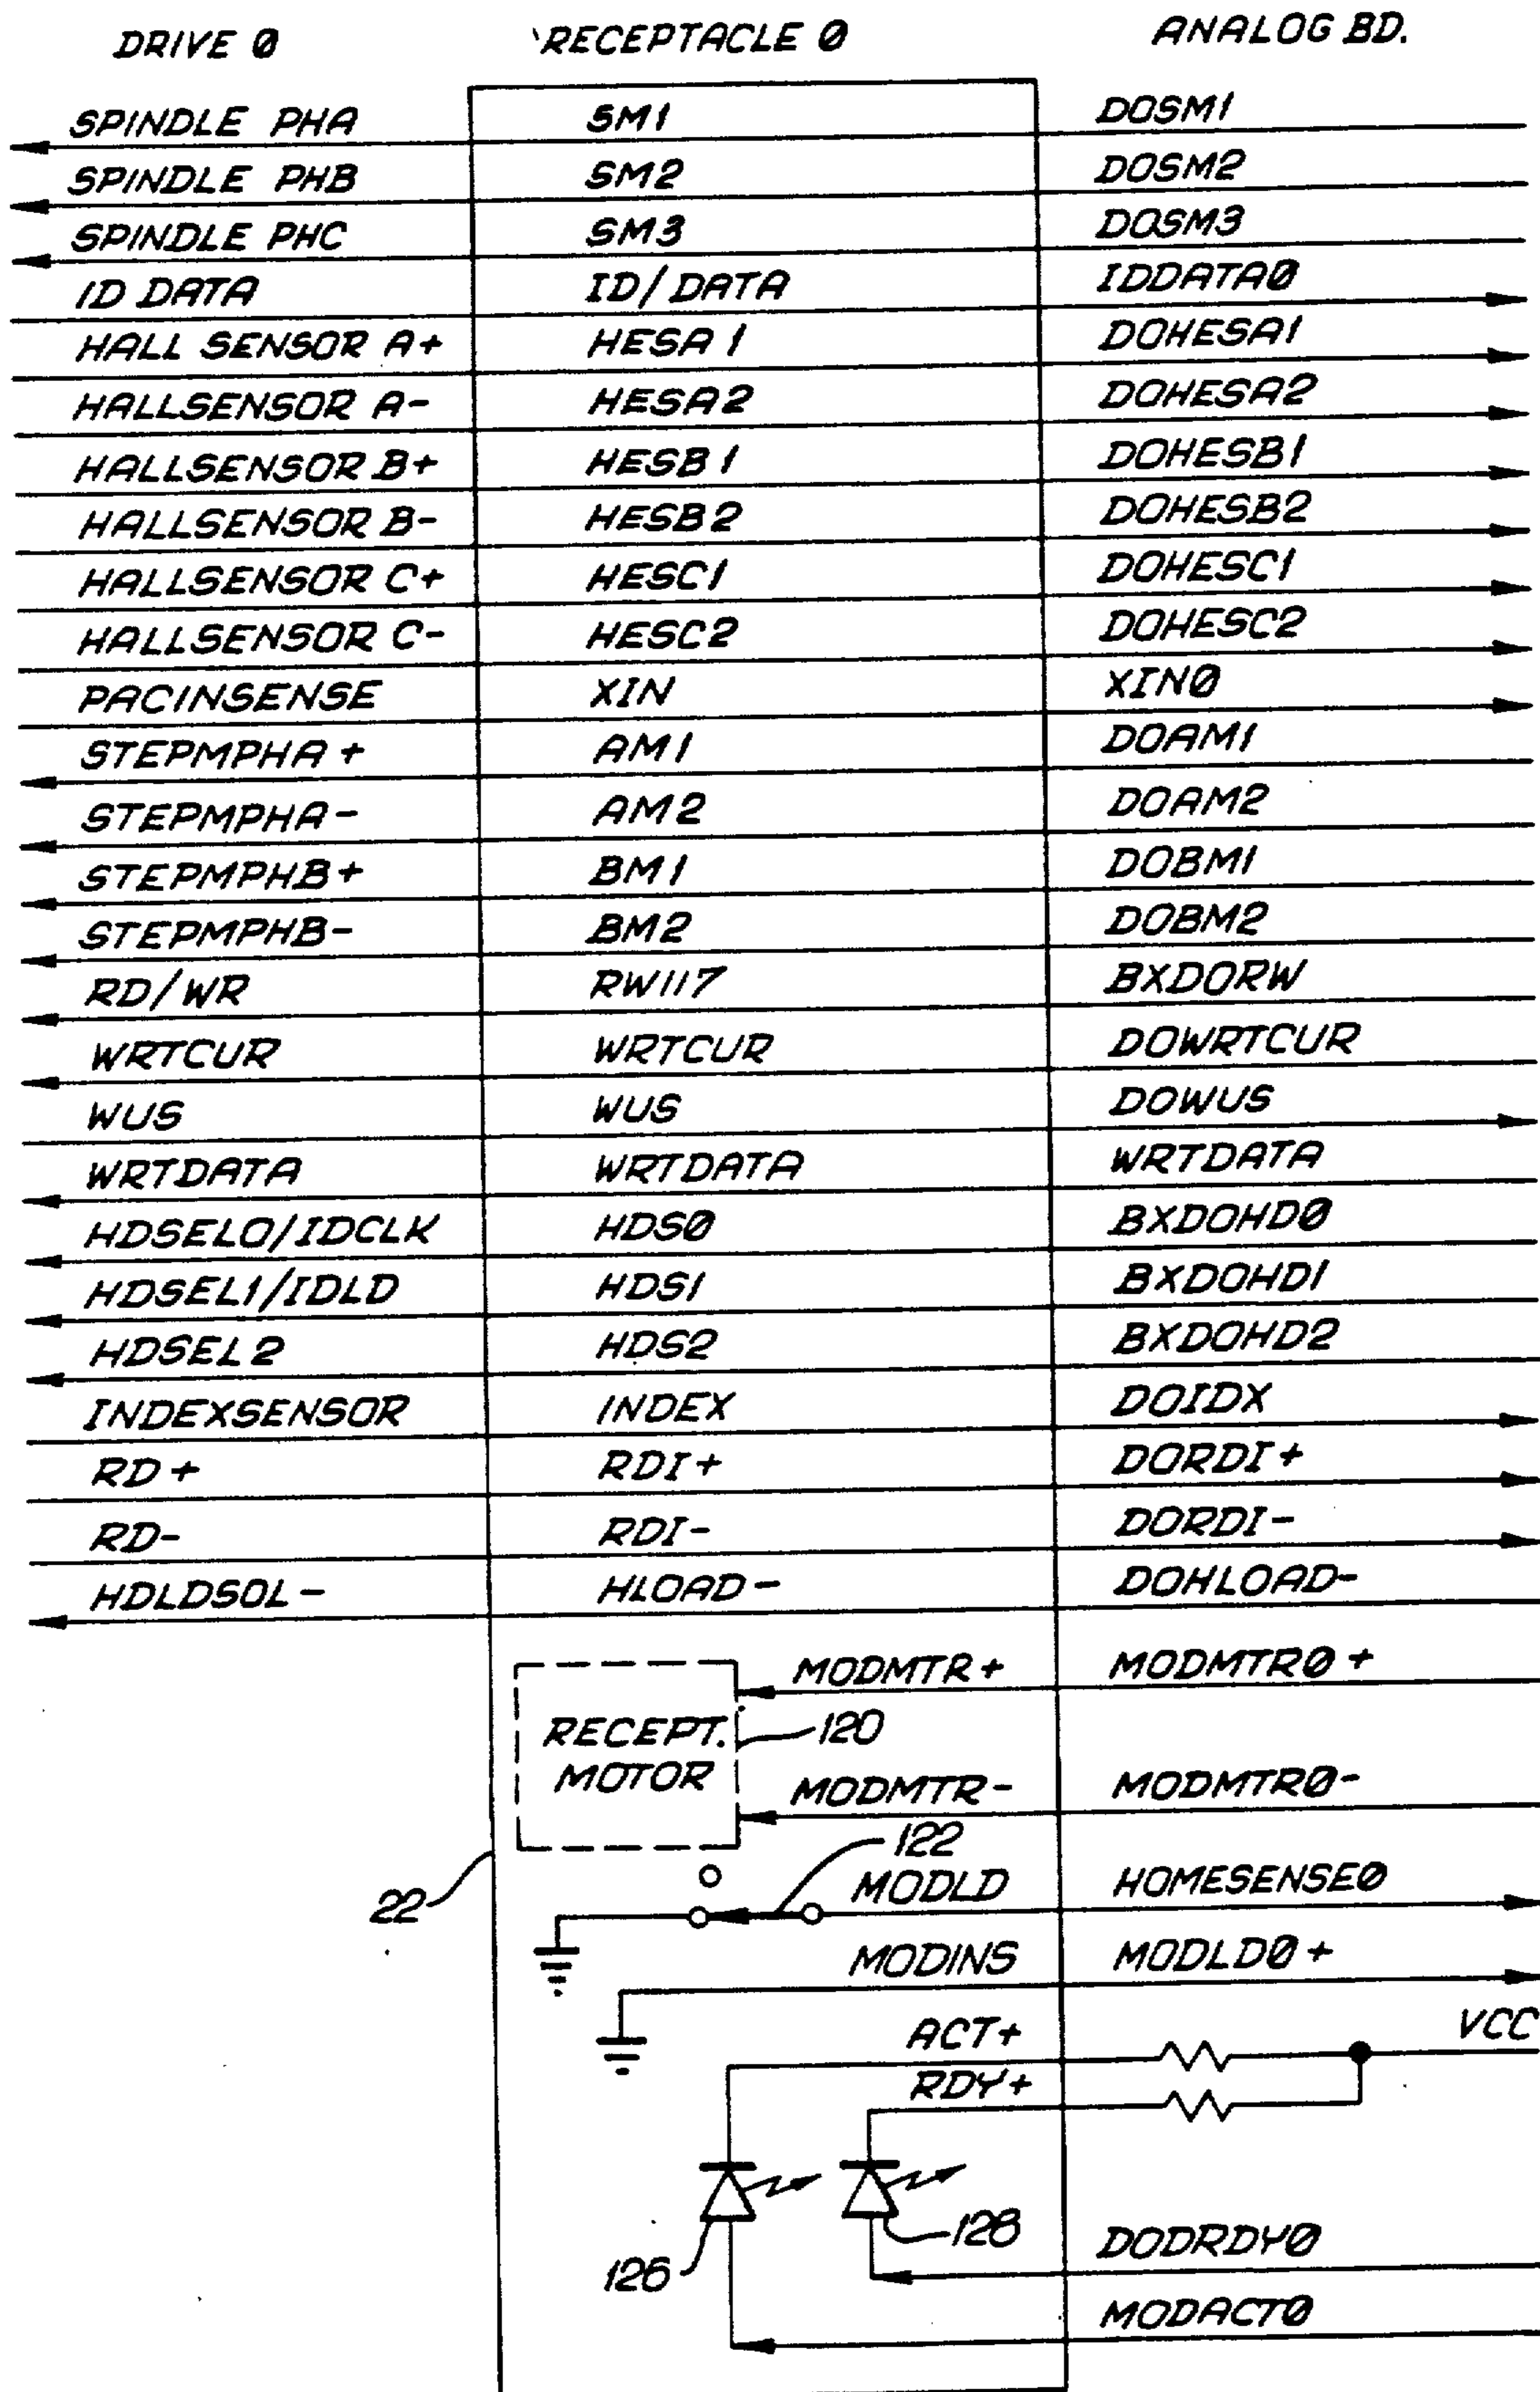 DRIVE 0 RECEPTACLE 0 ANALOG BD.
SPINDLE PHA SM1 DOSM1
SPINDLE PHB SM2 DOSM2
SPINDLE PHC SM3 DOSM3
ID DATA ID/DATA IDDATA0
HALL SENSOR A+ HESA1 DOHESA1
HALLSENSOR A- HESA2 DOHESA2
HALLSENSOR B+ HESB1 DOHESB1
HALLSENSOR B- HESB2 DOHESB2
HALLSENSOR C+ HESC1 DOHESC1
HALLSENSOR C- HESC2 DOHESC2
PACINSENSE XIN XIN0
STEPMPHA+ AM1 DOAM1
STEPMPHA- AM2 DOAM2
STEPMPHB+ BM1 DOBM1
STEPMPHB- BM2 DOBM2
RD/WR RW117 BXDORW
WRTCUR WRTCUR DOWRTCUR
WUS WUS DOWUS
WRTDATA WRTDATA WRTDATA
HDSELO/IDCLK HDS0 BXDOHD0
HDSEL1/IDLD HDS1 BXDOHD1
HDSEL2 HDS2 BXDOHD2
INDEXSENSOR INDEX DOIDX
RD+ RDI+ DORDI+
RD- RDI- DORDI-
HDLDSOL- HLOAD- DOHLOAD-
MODMTR+ MODMTR0+
RECEPT. 120
MOTOR
MODMTR- MODMTR0-
122
22 MODLD HOMESENSE0
MODINS MODLD0+
ACT+ VCC
RDY+
126 128 DODRDY0
MODACT0